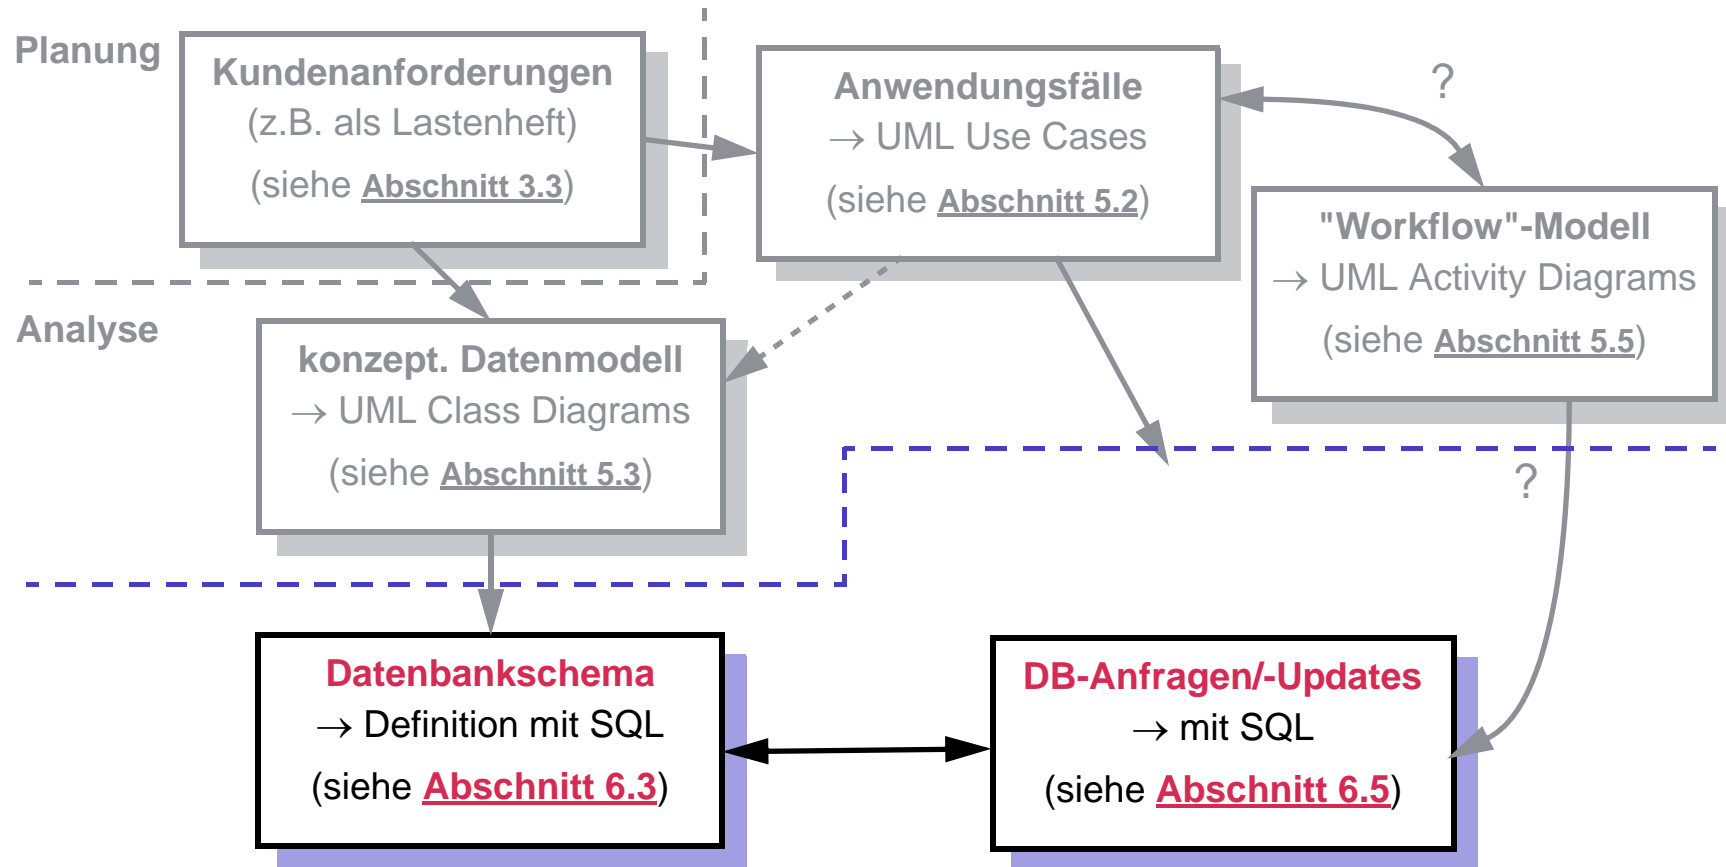 Planung
Kundenanforderungen
(z.B. als Lastenheft)
(siehe Abschnitt 3.3)
Anwendungsfälle
→ UML Use Cases
(siehe Abschnitt 5.2)
?
"Workflow"-Modell
→ UML Activity Diagrams
(siehe Abschnitt 5.5)
Analyse
konzept. Datenmodell
→ UML Class Diagrams
(siehe Abschnitt 5.3)
?
Datenbankschema
→ Definition mit SQL
(siehe Abschnitt 6.3)
DB-Anfragen/-Updates
→ mit SQL
(siehe Abschnitt 6.5)